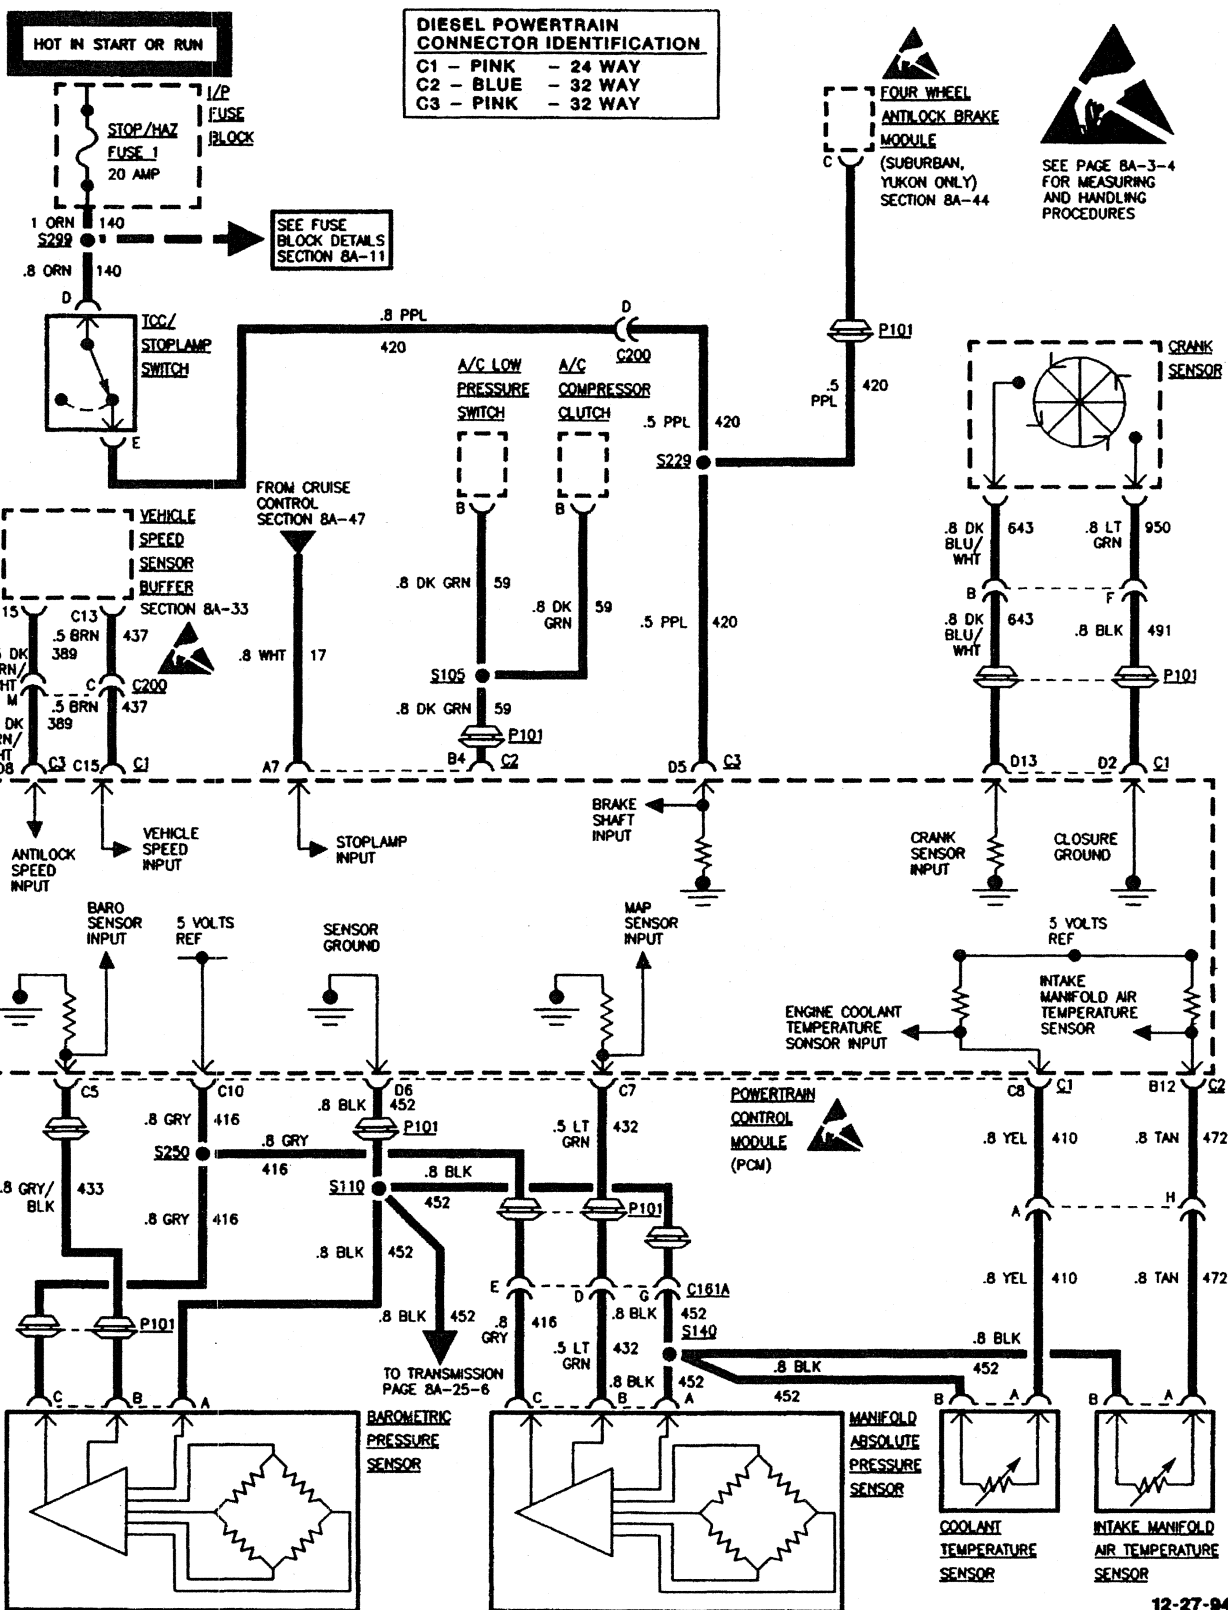 HOT IN START OR RUN
DIESEL POWERTRAIN
CONNECTOR IDENTIFICATION
C1 - PINK - 24 WAY
C2 - BLUE - 32 WAY
C3 - PINK - 32 WAY
I/P
FUSE
BLOCK
STOP/HAZ
FUSE 1
20 AMP
FOUR WHEEL
ANTILOCK BRAKE
MODULE
(SUBURBAN,
YUKON ONLY)
SECTION 8A-44
C
SEE PAGE 8A-3-4
FOR MEASURING
AND HANDLING
PROCEDURES
1 ORN 140
S299
SEE FUSE
BLOCK DETAILS
SECTION 8A-11
.8 ORN 140
D
TCC/
STOPLAMP
SWITCH
E
.8 PPL
420
D
C200
P101
.5
PPL
420
A/C LOW
PRESSURE
SWITCH
A/C
COMPRESSOR
CLUTCH
.5 PPL 420
S229
CRANK
SENSOR
FROM CRUISE
CONTROL
SECTION 8A-47
B
B
VEHICLE
SPEED
SENSOR
BUFFER
SECTION 8A-33
15
C13
.5 BRN 437
DK
389
RN/
HT
M
C
C200
.5 BRN 437
DK
389
RN/
HT
D8
C3
C15
C1
.8 WHT 17
A7
.8 DK GRN 59
.8 DK
GRN
59
S105
.8 DK GRN 59
P101
B4
C2
.5 PPL 420
D5
C3
.8 DK
BLU/
WHT
643
.8 LT
GRN
950
B
F
.8 DK
BLU/
WHT
643
.8 BLK 491
P101
D13
D2
C1
ANTILOCK
SPEED
INPUT
VEHICLE
SPEED
INPUT
STOPLAMP
INPUT
BRAKE
SHAFT
INPUT
CRANK
SENSOR
INPUT
CLOSURE
GROUND
BARO
SENSOR
INPUT
5 VOLTS
REF
SENSOR
GROUND
MAP
SENSOR
INPUT
5 VOLTS
REF
ENGINE COOLANT
TEMPERATURE
SONSOR INPUT
INTAKE
MANIFOLD AIR
TEMPERATURE
SENSOR
C5
C10
D6
C7
C8
C1
B12
C2
POWERTRAIN
CONTROL
MODULE
(PCM)
.8 GRY 416
.8 BLK 452
P101
S250
.8 GRY
416
.5 LT
GRN
432
.8 YEL 410
.8 TAN 472
.8 GRY/
BLK
433
S110
.8 BLK
452
P101
A
H
.8 GRY 416
.8 BLK 452
.8 YEL 410
.8 TAN 472
E
D
G
C161A
P101
.8 BLK 452
TO TRANSMISSION
PAGE 8A-25-6
.8
GRY
416
.8 BLK 452
.5 LT
GRN
432
S140
.8 BLK 452
.8 BLK
452
.8 BLK
452
C
B
A
C
B
A
B
A
B
A
BAROMETRIC
PRESSURE
SENSOR
MANIFOLD
ABSOLUTE
PRESSURE
SENSOR
COOLANT
TEMPERATURE
SENSOR
INTAKE MANIFOLD
AIR TEMPERATURE
SENSOR
12-27-94